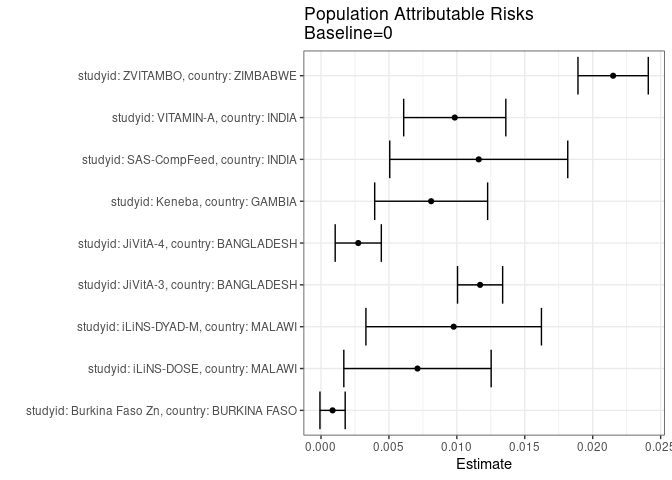 Population Attributable Risks
Baseline=0
studyid: ZVITAMBO, country: ZIMBABWE
studyid: VITAMIN-A, country: INDIA
studyid: SAS-CompFeed, country: INDIA
studyid: Keneba, country: GAMBIA
studyid: JiVitA-4, country: BANGLADESH
studyid: JiVitA-3, country: BANGLADESH
studyid: iLiNS-DYAD-M, country: MALAWI
studyid: iLiNS-DOSE, country: MALAWI
studyid: Burkina Faso Zn, country: BURKINA FASO
0.000 0.005 0.010 0.015 0.020 0.025
Estimate